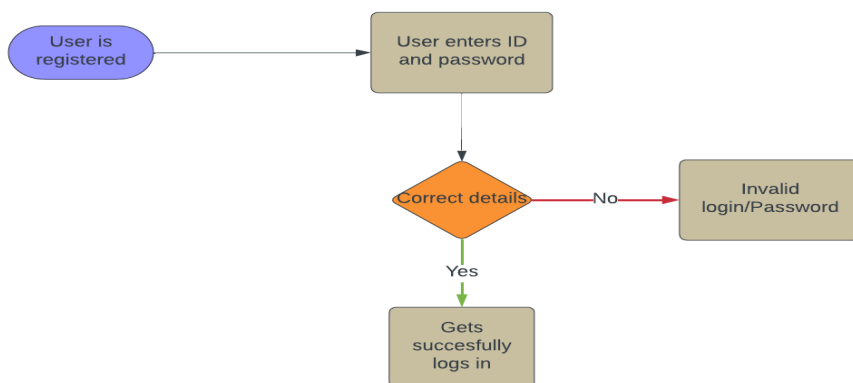 User is
registered
User enters ID
and password
Correct details
No
Invalid
login/Password
Yes
Gets
succesfully
logs in